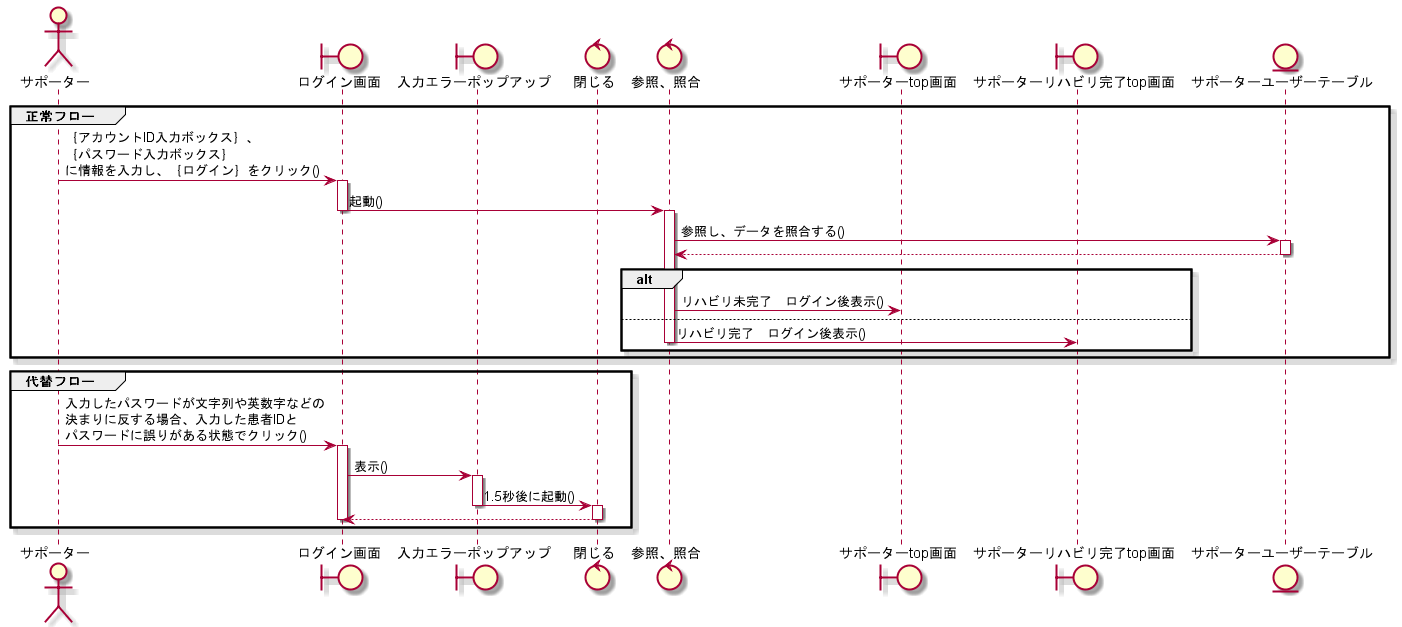 サポーター
ログイン画面
入力エラーポップアップ
閉じる
参照、照合
サポーターtop画面
サポーターリハビリ完了top画面
サポーターユーザーテーブル
正常フロー
｛アカウントID入力ボックス｝、
｛パスワード入力ボックス｝
に情報を入力し、｛ログイン｝をクリック()
起動()
参照し、データを照合する()
alt
リハビリ未完了　ログイン後表示()
リハビリ完了　ログイン後表示()
代替フロー
入力したパスワードが文字列や英数字などの
決まりに反する場合、入力した患者IDと
パスワードに誤りがある状態でクリック()
表示()
1.5秒後に起動()
サポーター
ログイン画面
入力エラーポップアップ
閉じる
参照、照合
サポーターtop画面
サポーターリハビリ完了top画面
サポーターユーザーテーブル